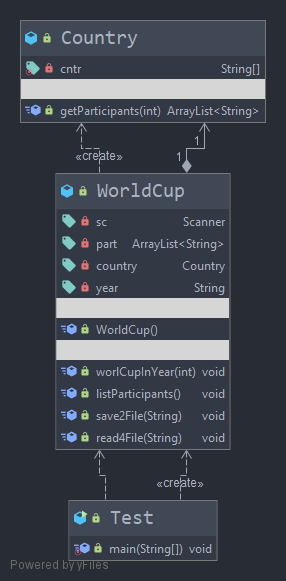 Country
cntr String[]
getParticipants(int) ArrayList<String>
1
«create»
1
WorldCup
sc Scanner
part ArrayList<String>
country Country
year String
WorldCup()
worlCupInYear(int) void
listParticipants() void
save2File(String) void
read4File(String) void
«create»
Test
main(String[]) void
Powered by yFiles